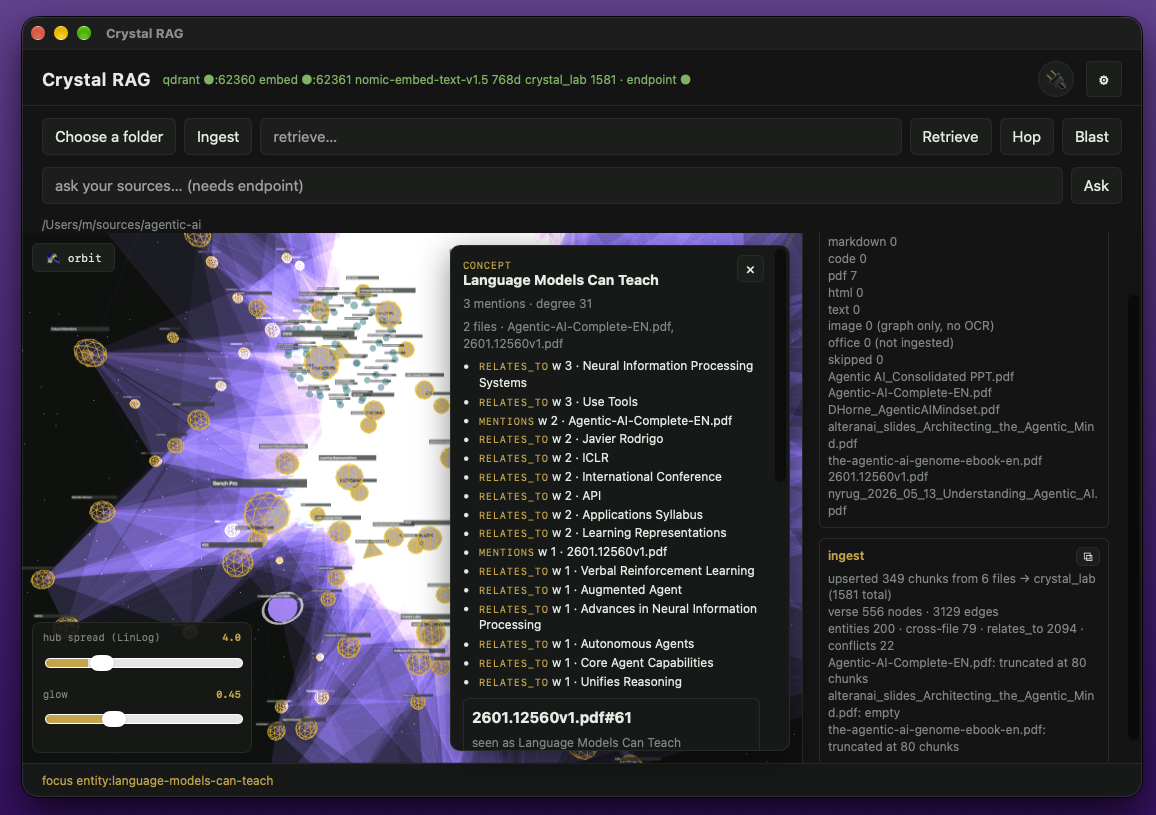 Crystal RAG
Crystal RAG
qdrant :62360 embed :62361 nomic-embed-text-v1.5 768d crystal_lab 1581 · endpoint
Choose a folder
Ingest
retrieve...
Retrieve
Hop
Blast
ask your sources... (needs endpoint)
Ask
/Users/m/sources/agentic-ai
orbit
Bench Pro
hub spread (LinLog) 4.0
glow 0.45
CONCEPT
Language Models Can Teach
×
3 mentions · degree 31
2 files · Agentic-AI-Complete-EN.pdf,
2601.12560v1.pdf
• RELATES_TO w 3 · Neural Information Processing
Systems
• RELATES_TO w 3 · Use Tools
• MENTIONS w 2 · Agentic-AI-Complete-EN.pdf
• RELATES_TO w 2 · Javier Rodrigo
• RELATES_TO w 2 · ICLR
• RELATES_TO w 2 · International Conference
• RELATES_TO w 2 · API
• RELATES_TO w 2 · Applications Syllabus
• RELATES_TO w 2 · Learning Representations
• MENTIONS w 1 · 2601.12560v1.pdf
• RELATES_TO w 1 · Verbal Reinforcement Learning
• RELATES_TO w 1 · Augmented Agent
• RELATES_TO w 1 · Advances in Neural Information
Processing
• RELATES_TO w 1 · Autonomous Agents
• RELATES_TO w 1 · Core Agent Capabilities
• RELATES_TO w 1 · Unifies Reasoning
2601.12560v1.pdf#61
seen as Language Models Can Teach
markdown 0
code 0
pdf 7
html 0
text 0
image 0 (graph only, no OCR)
office 0 (not ingested)
skipped 0
Agentic AI_Consolidated PPT.pdf
Agentic-AI-Complete-EN.pdf
DHorne_AgenticAIMindset.pdf
alteranai_slides_Architecting_the_Agentic_Min
d.pdf
the-agentic-ai-genome-ebook-en.pdf
2601.12560v1.pdf
nyrug_2026_05_13_Understanding_Agentic_AI.
pdf
ingest
upserted 349 chunks from 6 files → crystal_lab
(1581 total)
verse 556 nodes · 3129 edges
entities 200 · cross-file 79 · relates_to 2094 ·
conflicts 22
Agentic-AI-Complete-EN.pdf: truncated at 80
chunks
alteranai_slides_Architecting_the_Agentic_Min
d.pdf: empty
the-agentic-ai-genome-ebook-en.pdf:
truncated at 80 chunks
focus entity:language-models-can-teach